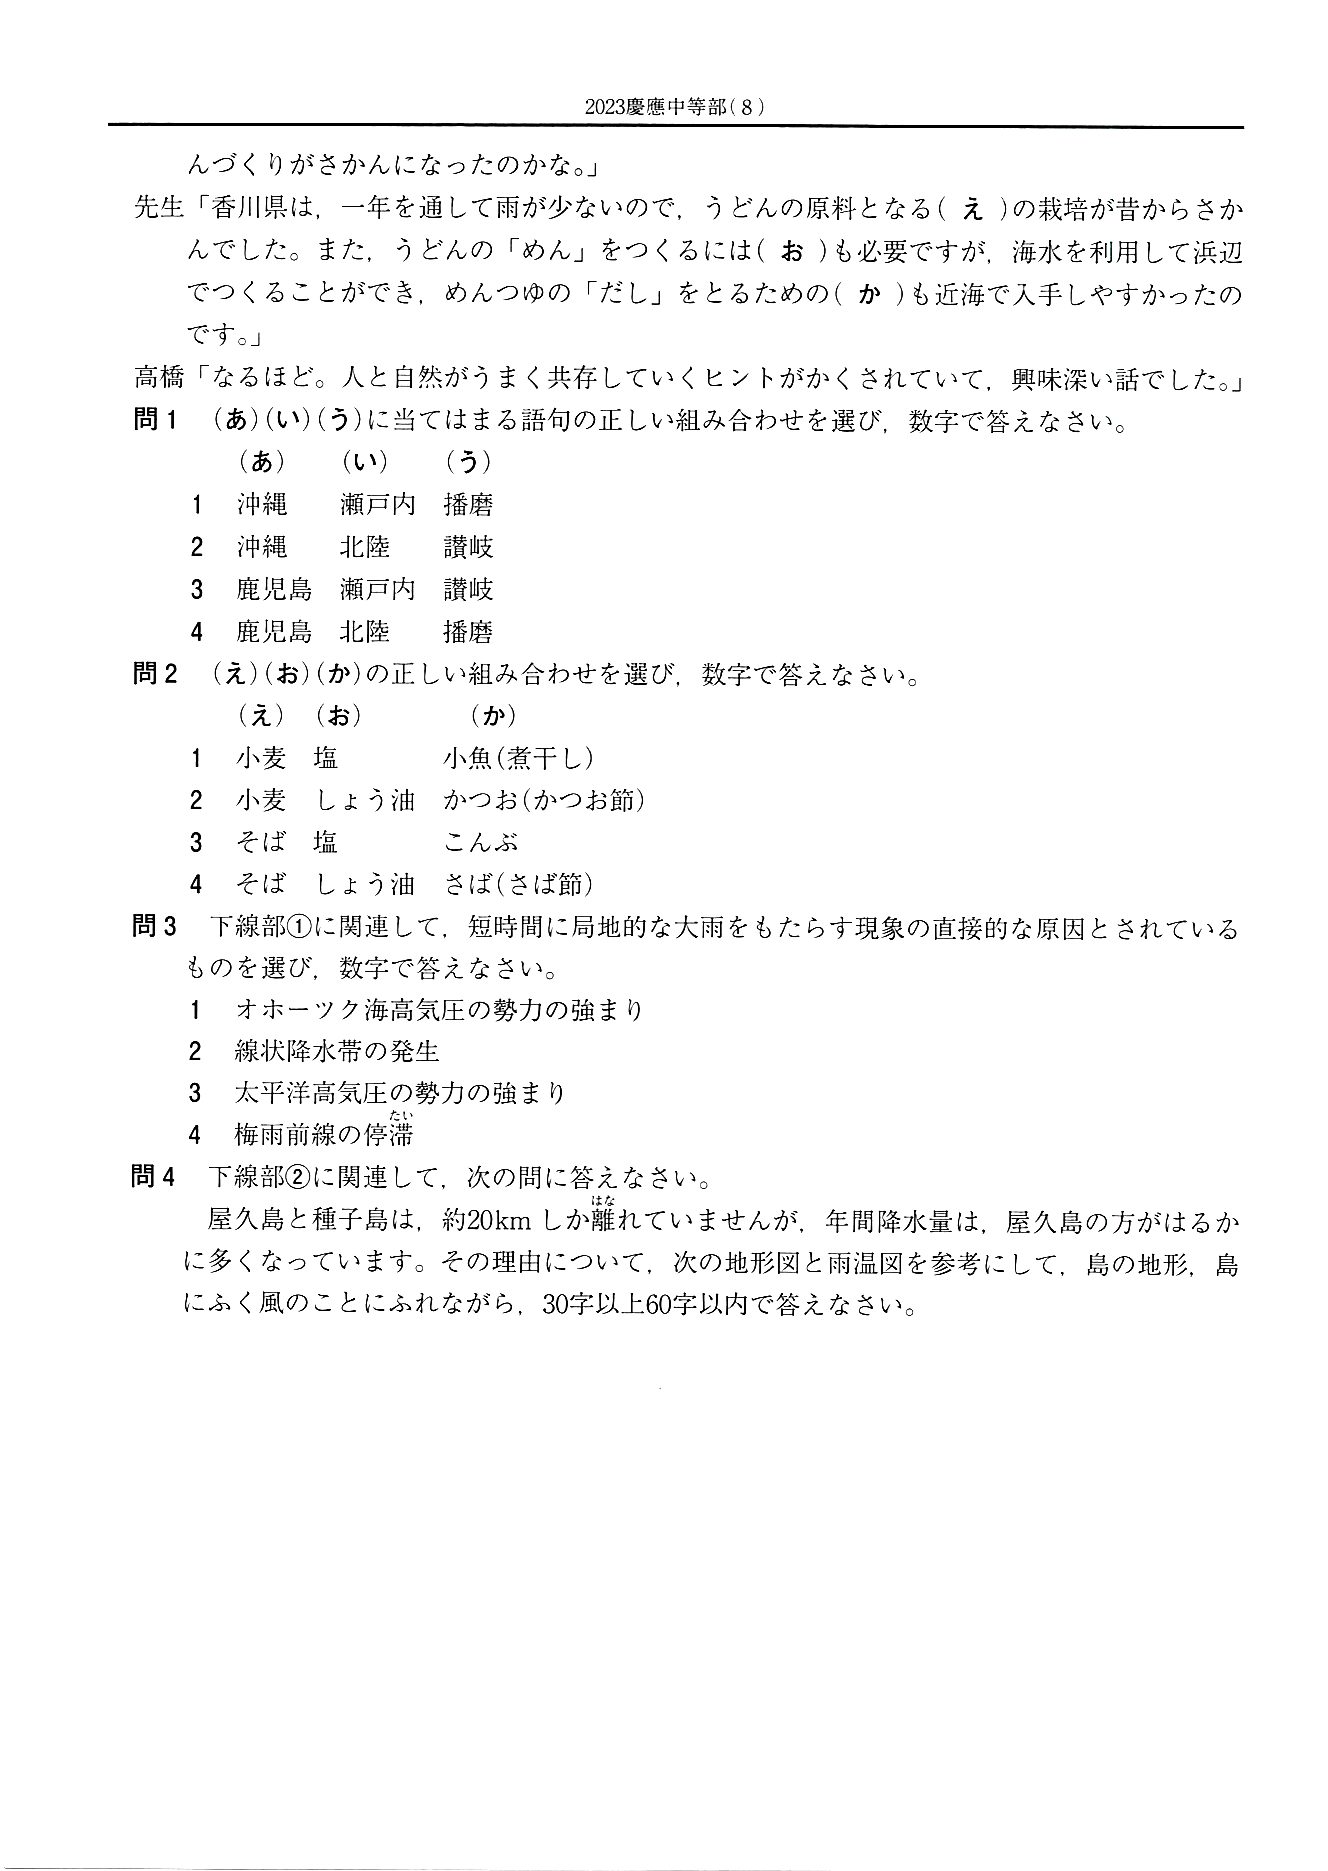 2023慶應中等部(8)
んづくりがさかんになったのかな。」
先生「香川県は，一年を通して雨が少ないので，うどんの原料となる( え )の栽培が昔からさか
んでした。また，うどんの「めん」をつくるには( お )も必要ですが，海水を利用して浜辺
でつくることができ，めんつゆの「だし」をとるための( か )も近海で入手しやすかったの
です。」
高橋「なるほど。人と自然がうまく共存していくヒントがかくされていて，興味深い話でした。」
問1 (あ)(い)(う)に当てはまる語句の正しい組み合わせを選び，数字で答えなさい。
(あ) (い) (う)
1 沖縄 瀬戸内 播磨
2 沖縄 北陸 讃岐
3 鹿児島 瀬戸内 讃岐
4 鹿児島 北陸 播磨
問2 (え)(お)(か)の正しい組み合わせを選び，数字で答えなさい。
(え) (お) (か)
1 小麦 塩 小魚(煮干し)
2 小麦 しょう油 かつお(かつお節)
3 そば 塩 こんぶ
4 そば しょう油 さば(さば節)
問3 下線部①に関連して，短時間に局地的な大雨をもたらす現象の直接的な原因とされている
ものを選び，数字で答えなさい。
1 オホーツク海高気圧の勢力の強まり
2 線状降水帯の発生
3 太平洋高気圧の勢力の強まり
たい
4 梅雨前線の停滞
問4 下線部②に関連して，次の問に答えなさい。
はな
屋久島と種子島は，約20km しか離れていませんが，年間降水量は，屋久島の方がはるか
に多くなっています。その理由について，次の地形図と雨温図を参考にして，島の地形，島
にふく風のことにふれながら，30字以上60字以内で答えなさい。